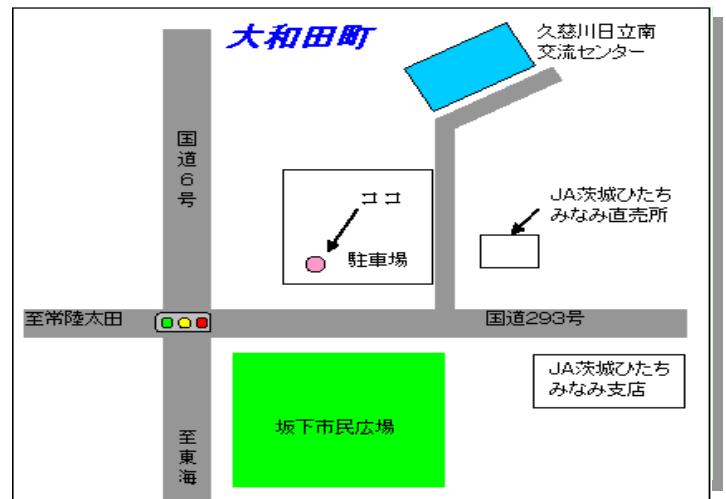 大和田町
久慈川日立南
交流センター
国道6号
ココ
駐車場
JA茨城ひたち
みなみ直売所
至常陸太田
国道293号
JA茨城ひたち
みなみ支店
坂下市民広場
至東海